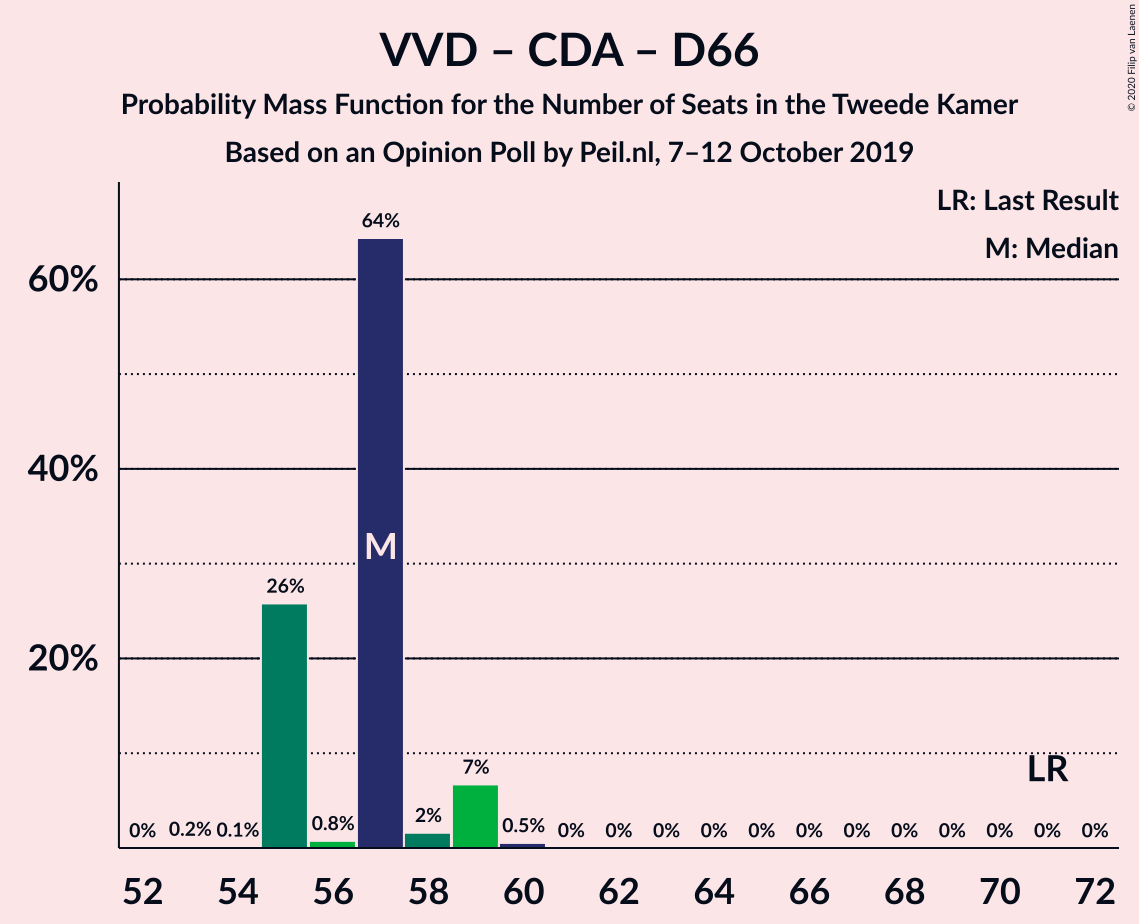 VVD – CDA – D66
Probability Mass Function for the Number of Seats in the Tweede Kamer
Based on an Opinion Poll by Peil.nl, 7–12 October 2019
© 2020 Filip van Laenen
LR: Last Result
M: Median
60%
40%
20%
0% 0.2% 0.1% 26% 0.8% 64% 2% 7% 0.5% 0% 0% 0% 0% 0% 0% 0% 0% 0% 0% 0% 0%
M
LR
52 54 56 58 60 62 64 66 68 70 72